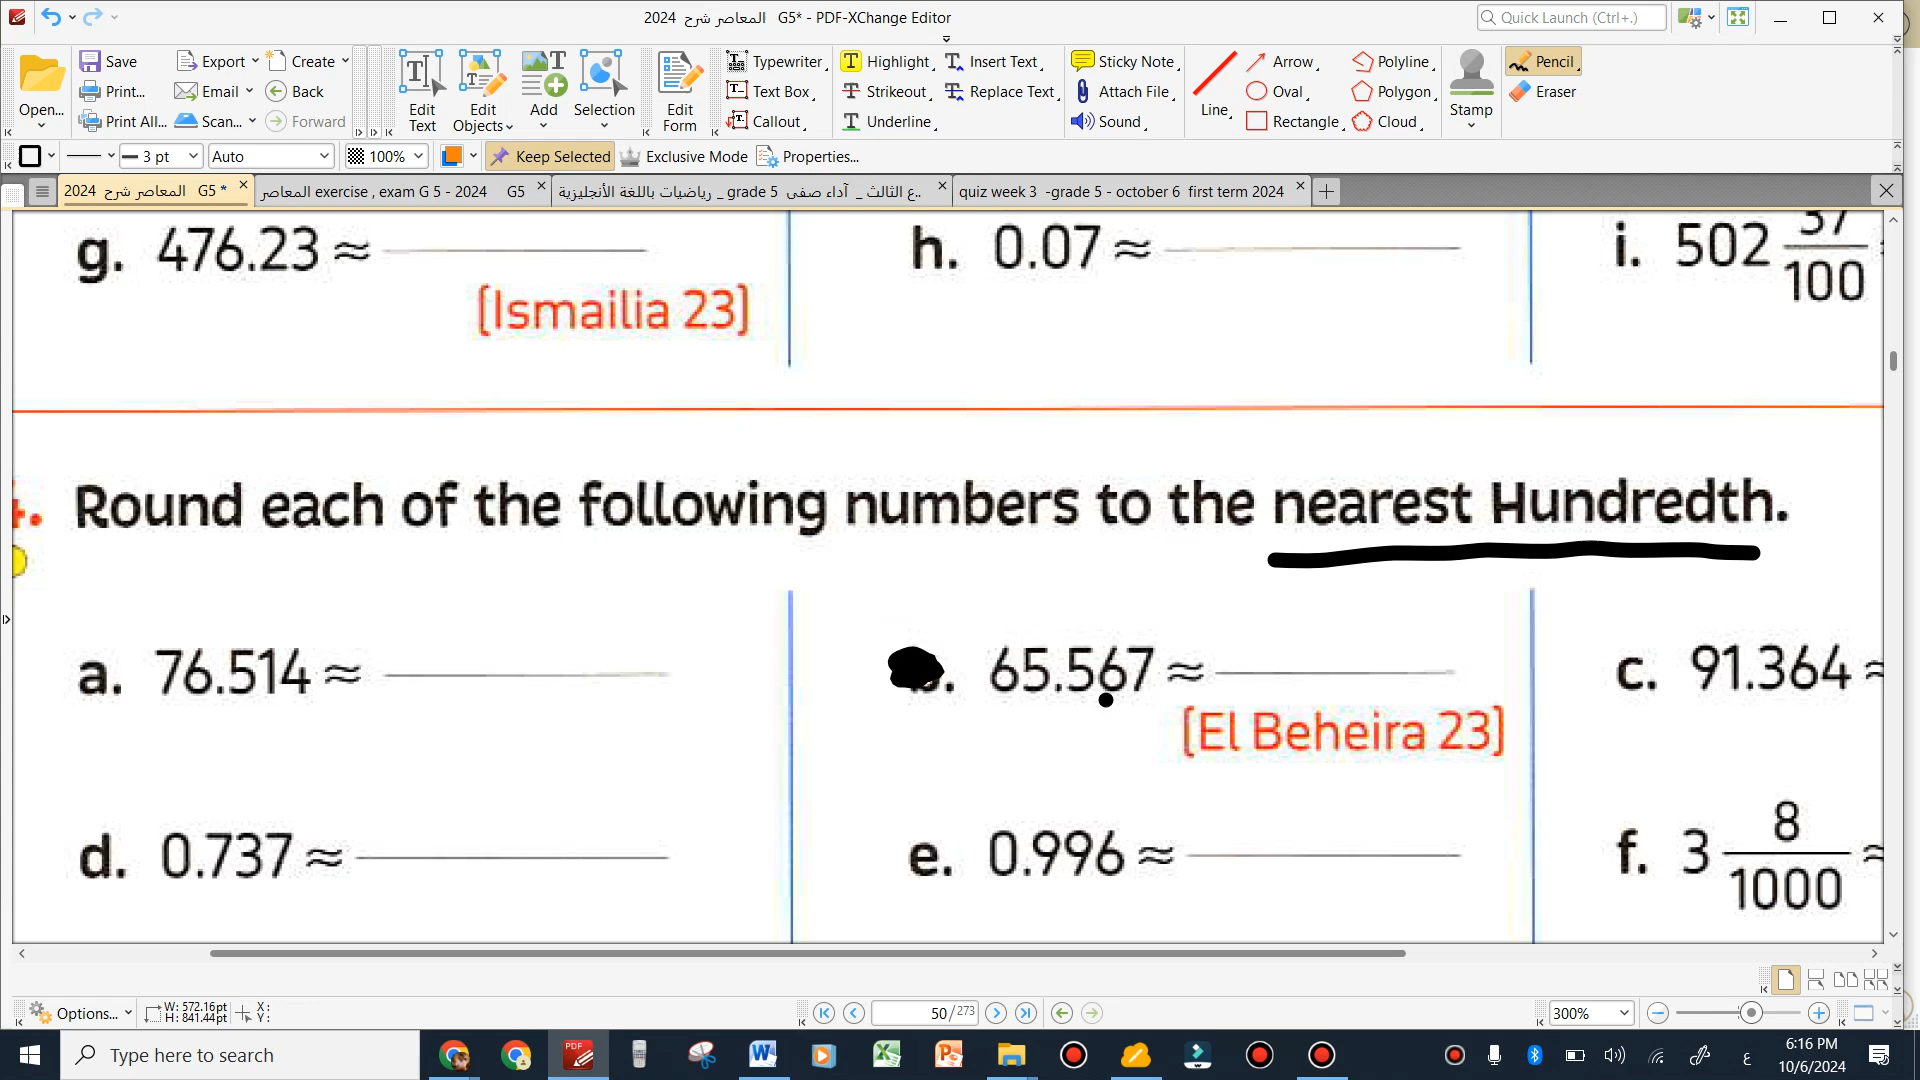 المعاصر شرح 2024 G5* - PDF-XChange Editor
Quick Launch (Ctrl+.)
Open...
Save
Print...
Print All...
Export
Email
Scan...
Create
Back
Forward
Edit Text
Edit Objects
Add
Selection
Edit Form
Typewriter
Text Box
Callout
Highlight
Strikeout
Underline
Insert Text
Replace Text
Sticky Note
Attach File
Sound
Line
Arrow
Oval
Rectangle
Polyline
Polygon
Cloud
Stamp
Pencil
Eraser
3 pt
Auto
100%
Keep Selected
Exclusive Mode
Properties...
المعاصر شرح 2024 G5 *
المعاصر exercise , exam G 5 - 2024 G5
رياضيات باللغة الأنجليزية _ grade 5 ع الثالث _ آداء صفى..
quiz week 3 -grade 5 - october 6 first term 2024
g. 476.23 ≈
[Ismailia 23]
h. 0.07 ≈
i. 502 37/100
4. Round each of the following numbers to the nearest Hundredth.
a. 76.514 ≈
b. 65.567 ≈
[El Beheira 23]
c. 91.364 ≈
d. 0.737 ≈
e. 0.996 ≈
f. 3 8/1000 ≈
Options...
W: 572.16pt
H: 841.44pt
X:
Y:
50 / 273
300%
Type here to search
PDF
ع
6:16 PM
10/6/2024